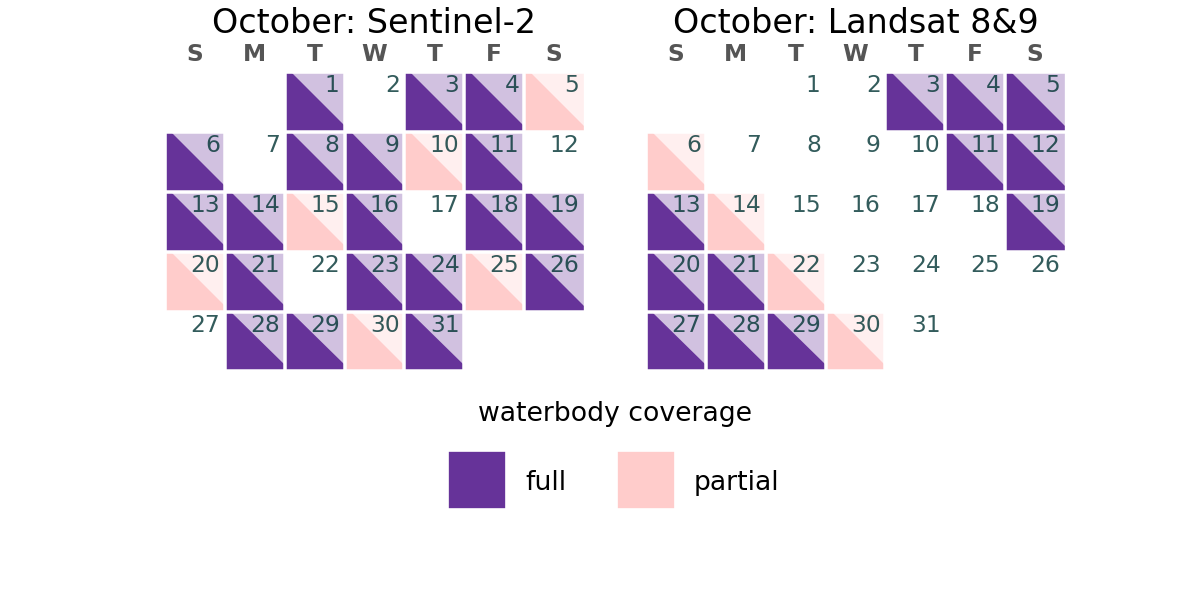 October: Sentinel-2
S M T W T F S
1 2 3 4 5
6 7 8 9 10 11 12
13 14 15 16 17 18 19
20 21 22 23 24 25 26
27 28 29 30 31
October: Landsat 8&9
S M T W T F S
1 2 3 4 5
6 7 8 9 10 11 12
13 14 15 16 17 18 19
20 21 22 23 24 25 26
27 28 29 30 31
waterbody coverage
full partial